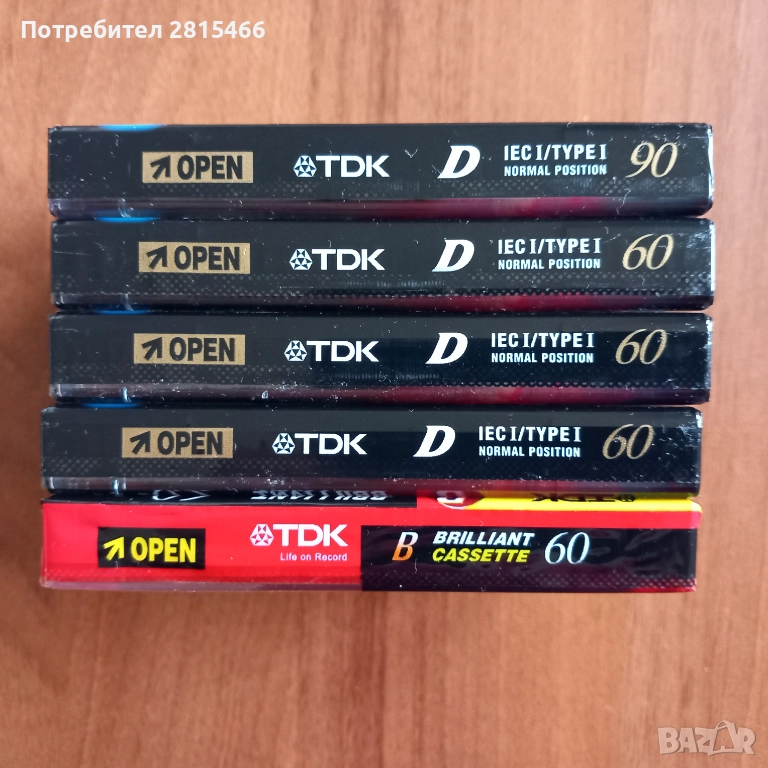 Потребител 2815466
OPEN TDK D IEC I/TYPE I NORMAL POSITION 90
OPEN TDK D IEC I/TYPE I NORMAL POSITION 60
OPEN TDK D IEC I/TYPE I NORMAL POSITION 60
OPEN TDK D IEC I/TYPE I NORMAL POSITION 60
BRILLIANT TDK
OPEN TDK Life on Record B BRILLIANT CASSETTE 60
BAZAR